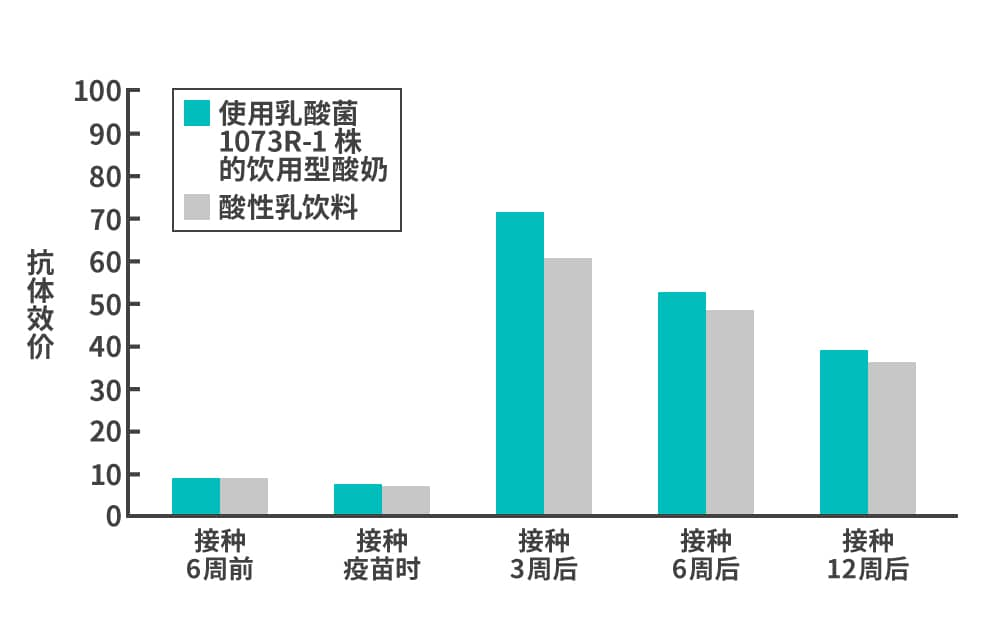 100
90
80
70
60
50
40
30
20
10
0
抗体效价
使用乳酸菌
1073R-1 株
的饮用型酸奶
酸性乳饮料
接种
6周前
接种
疫苗时
接种
3周后
接种
6周后
接种
12周后